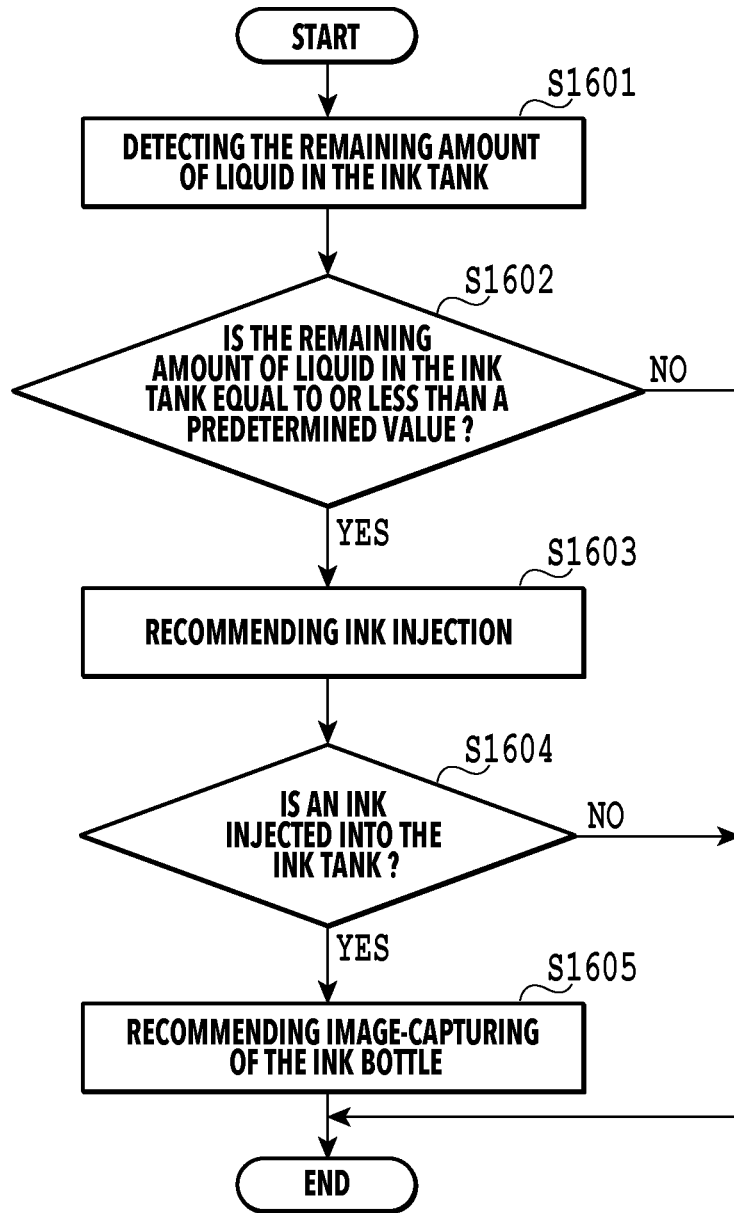 START
S1601
DETECTING THE REMAINING AMOUNT
OF LIQUID IN THE INK TANK
S1602
IS THE REMAINING
AMOUNT OF LIQUID IN THE INK
TANK EQUAL TO OR LESS THAN A
PREDETERMINED VALUE ?
NO
YES
S1603
RECOMMENDING INK INJECTION
S1604
IS AN INK
INJECTED INTO THE
INK TANK ?
NO
YES
S1605
RECOMMENDING IMAGE-CAPTURING
OF THE INK BOTTLE
END